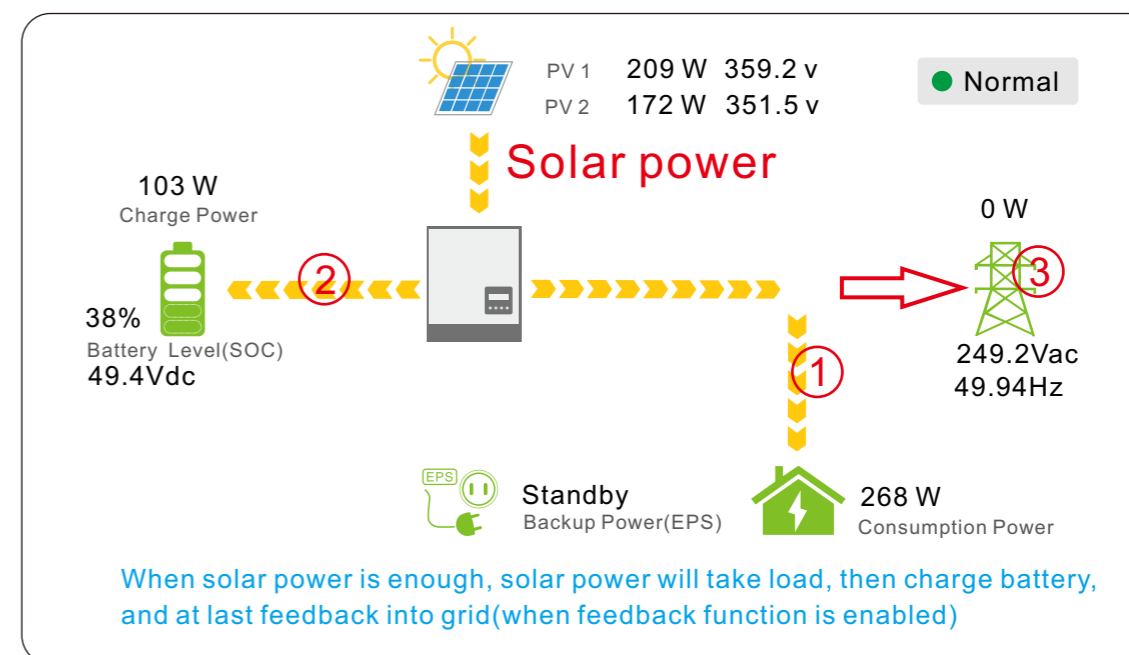 PV 1 209 W 359.2 v
PV 2 172 W 351.5 v
Normal
Solar power
103 W
Charge Power
0 W
2
3
38%
Battery Level(SOC)
49.4Vdc
249.2Vac
49.94Hz
1
EPS
Standby
Backup Power(EPS)
268 W
Consumption Power
When solar power is enough, solar power will take load, then charge battery,
and at last feedback into grid(when feedback function is enabled)